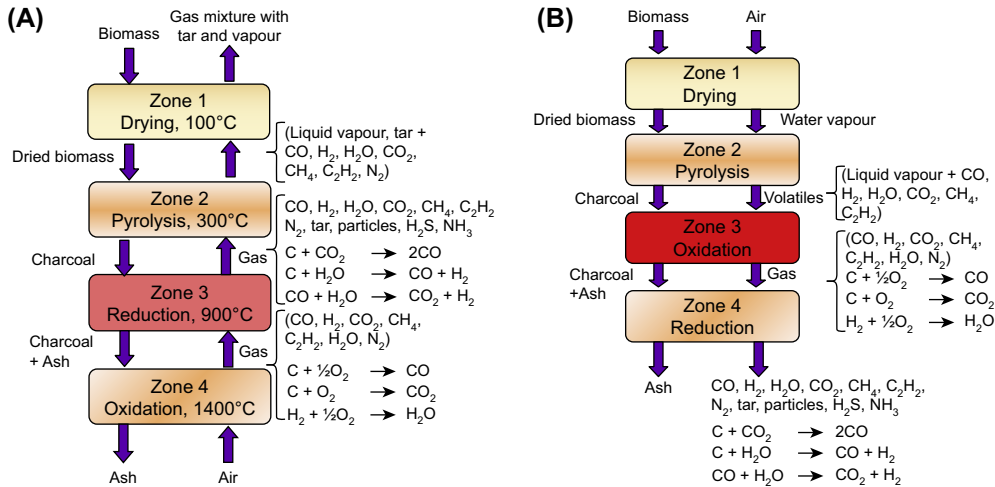 (A)
Biomass
Gas mixture with
tar and vapour
Zone 1
Drying, 100°C
Dried biomass
(Liquid vapour, tar +
CO, H₂, H₂O, CO₂,
CH₄, C₂H₂, N₂)
Zone 2
Pyrolysis, 300°C
CO, H₂, H₂O, CO₂, CH₄, C₂H₂
N₂, tar, particles, H₂S, NH₃
Charcoal
Gas
C + CO₂ → 2CO
C + H₂O → CO + H₂
CO + H₂O → CO₂ + H₂
Zone 3
Reduction, 900°C
Charcoal
+ Ash
Gas
(CO, H₂, CO₂, CH₄,
C₂H₂, H₂O, N₂)
C + ½O₂ → CO
C + O₂ → CO₂
H₂ + ½O₂ → H₂O
Zone 4
Oxidation, 1400°C
Ash
Air
(B)
Biomass
Air
Zone 1
Drying
Dried biomass
Water vapour
Zone 2
Pyrolysis
Charcoal
Volatiles
(Liquid vapour + CO,
H₂, H₂O, CO₂, CH₄,
C₂H₂)
Zone 3
Oxidation
Charcoal
+Ash
Gas
(CO, H₂, CO₂, CH₄,
C₂H₂, H₂O, N₂)
C + ½O₂ → CO
C + O₂ → CO₂
H₂ + ½O₂ → H₂O
Zone 4
Reduction
Ash
CO, H₂, H₂O, CO₂, CH₄, C₂H₂,
N₂, tar, particles, H₂S, NH₃
C + CO₂ → 2CO
C + H₂O → CO + H₂
CO + H₂O → CO₂ + H₂